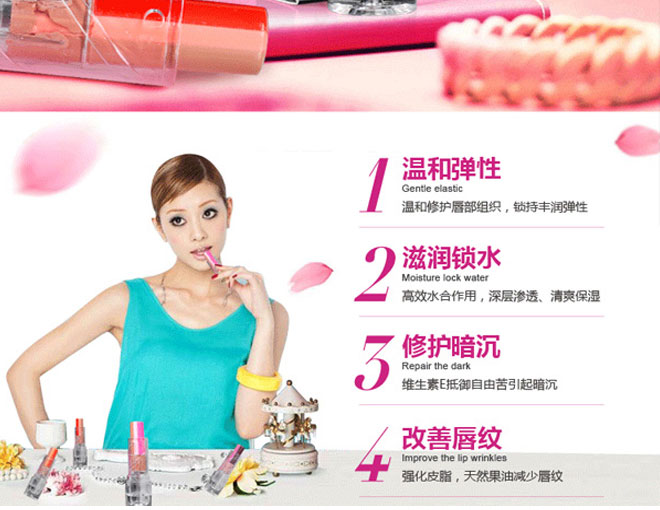 1 温和弹性
Gentle elastic
温和修护唇部组织，锁持丰润弹性
2 滋润锁水
Moisture lock water
高效水合作用，深层渗透、清爽保湿
3 修护暗沉
Repair the dark
维生素E抵御自由苦引起暗沉
4 改善唇纹
Improve the lip wrinkles
强化皮脂，天然果油减少唇纹